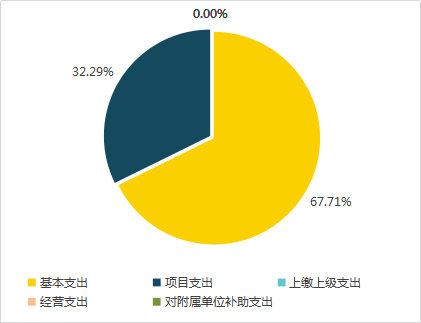 0.00%
32.29%
67.71%
基本支出 项目支出 上缴上级支出
经营支出 对附属单位补助支出